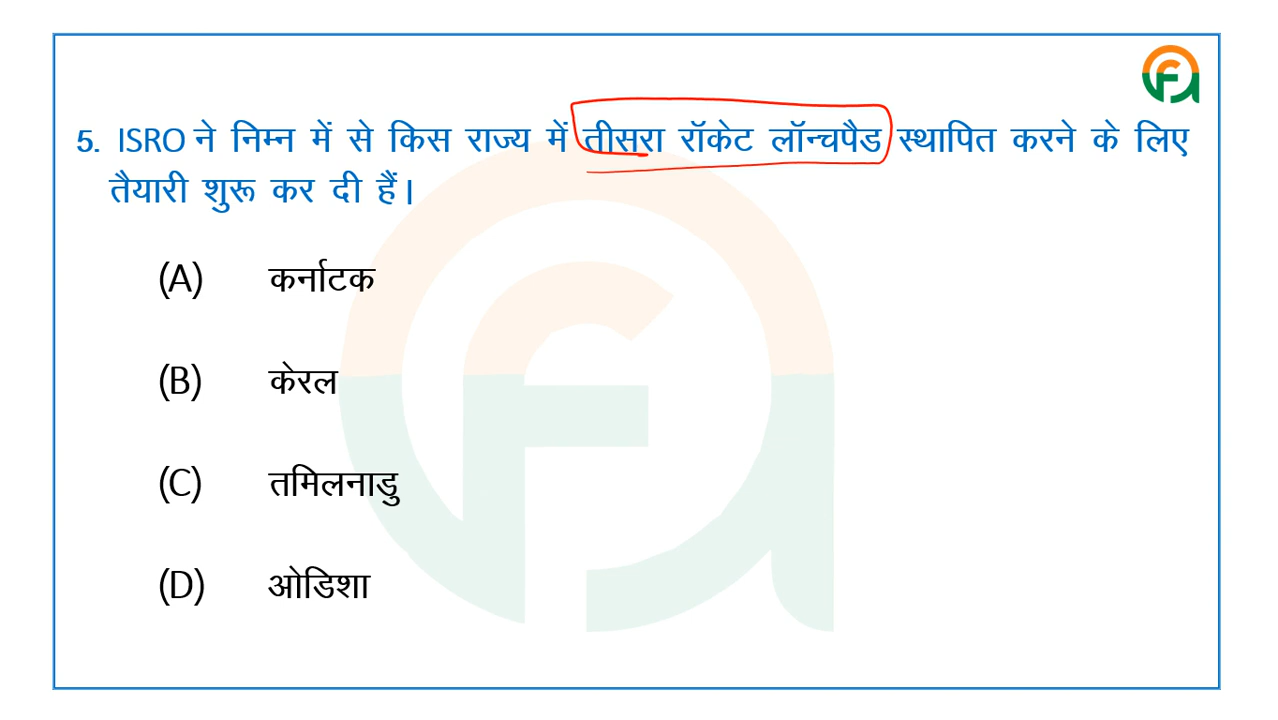 5. ISRO ने निम्न में से किस राज्य में तीसरा रॉकेट लॉन्चपैड स्थापित करने के लिए
तैयारी शुरू कर दी हैं।
(A) कर्नाटक
(B) केरल
(C) तमिलनाडु
(D) ओडिशा